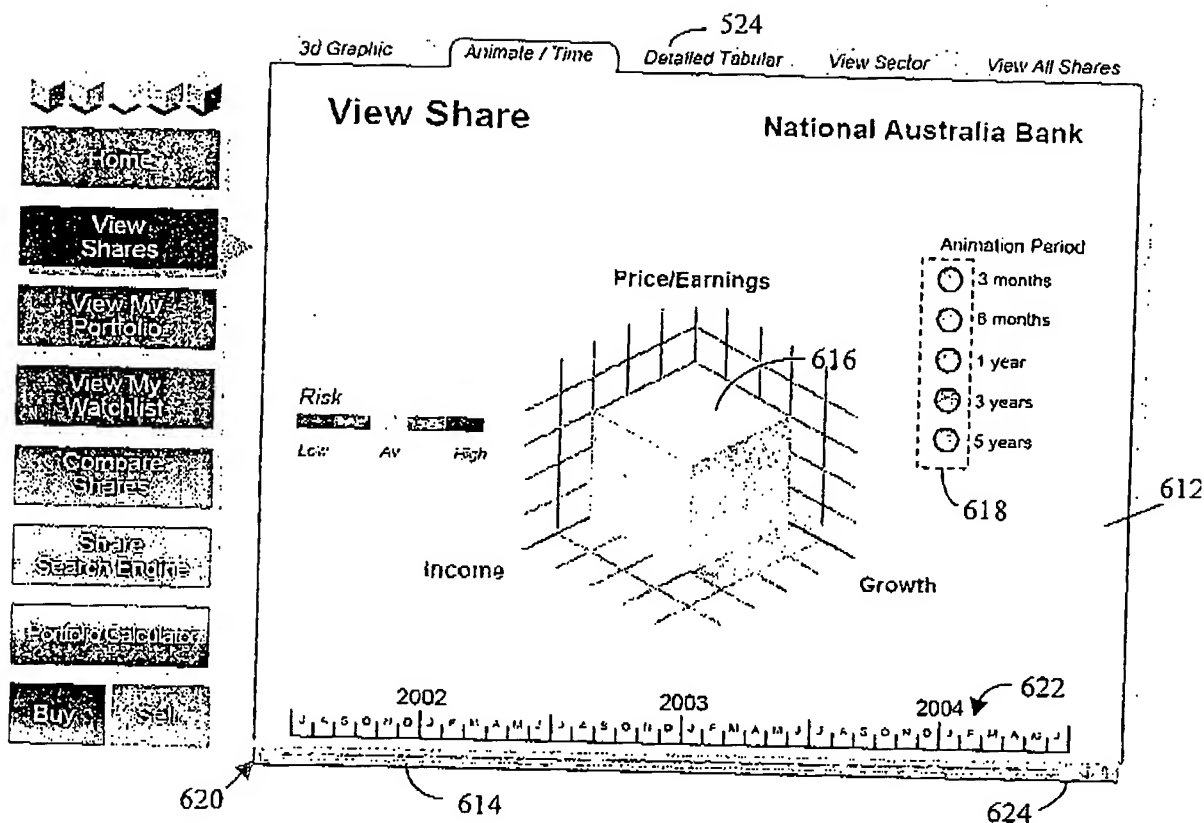 524
3d Graphic Animate / Time Detailed Tabular View Sector View All Shares
View Share
National Australia Bank
Home
View
Shares
View My
Portfolio
View My
Watchlist
Compare
Shares
Share
Search Engine
Portfolio Calculator
Buy Sell
Animation Period
3 months
6 months
1 year
3 years
5 years
618
612
Price/Earnings
616
Risk
Low Av High
Income
Growth
2002 2003 2004 622
J A S O N D J F M A M J J A S O N D J F M A M J J A S O N D J F M A M J
620 614 624